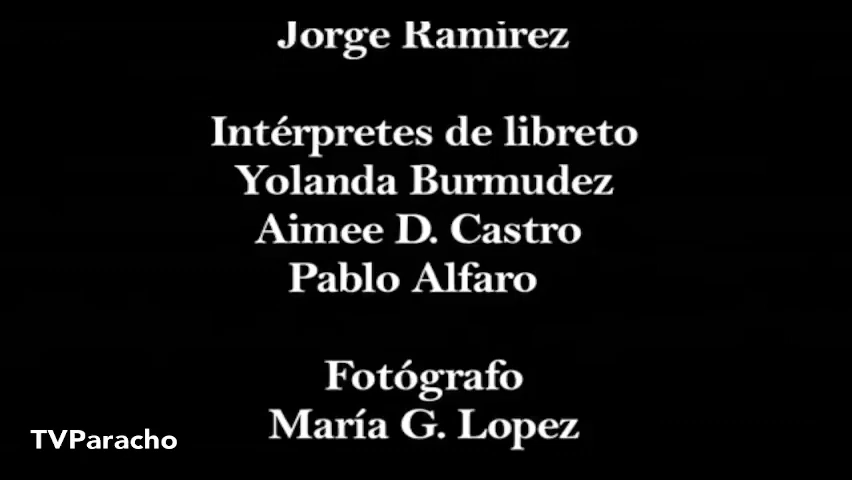 Jorge Ramirez
Intérpretes de libreto
Yolanda Burmudez
Aimee D. Castro
Pablo Alfaro
Fotógrafo
María G. Lopez
TVParacho